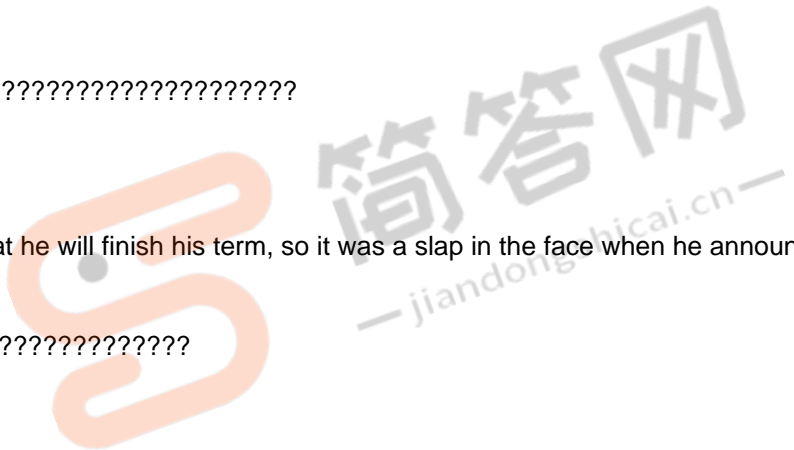 ????????????????????
at he will finish his term, so it was a slap in the face when he announ
?????????????
简答网
jiandongshicai.cn